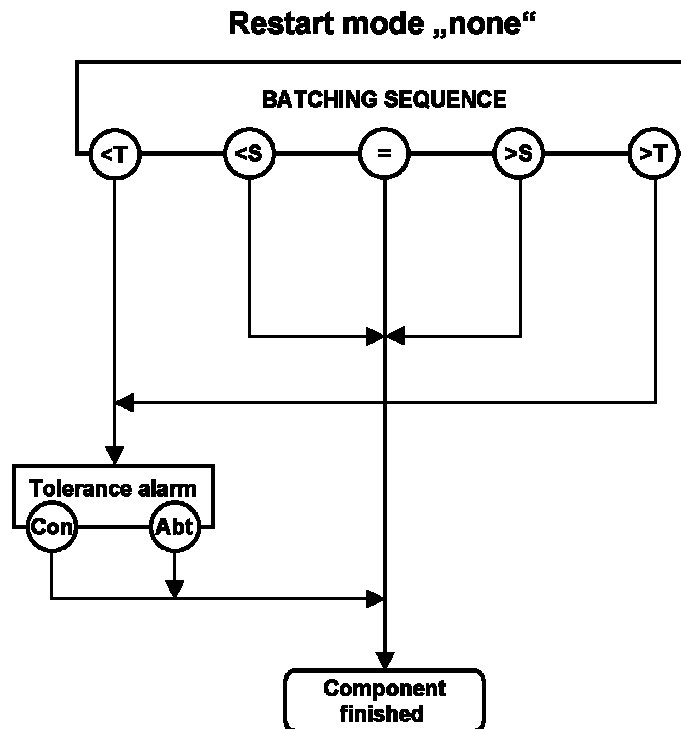 Restart mode „none“
BATCHING SEQUENCE
<T <S = >S >T
Tolerance alarm
Con Abt
Component
finished